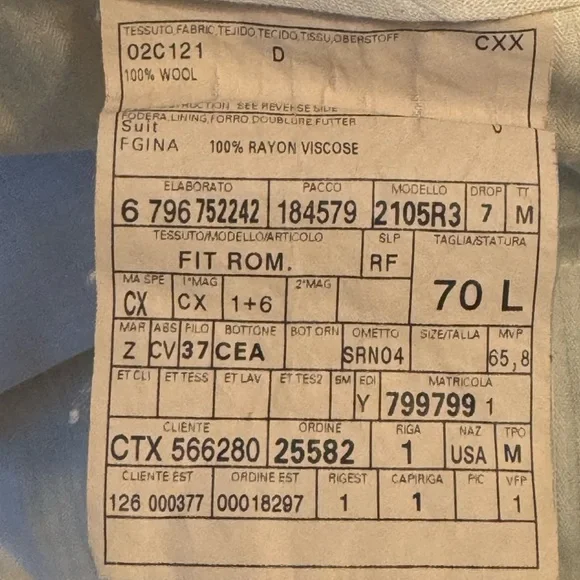 TESSUTO,FABRIC,TEJIDO,TECIDO,TISSU,OBERSTOFF
02C121 D CXX
100% WOOL
SEE REVERSE SIDE
FODERA,LINING,FORRO,DOUBLURE,FUTTER
Suit
FGINA 100% RAYON VISCOSE
ELABORATO PACCO MODELLO DROP TT
6 796 752242 184579 2105R3 7 M
TESSUTO/MODELLO/ARTICOLO SLP TAGLIA/STATURA
FIT ROM. RF 70 L
MA SPE 1°MAG 2°MAG
CX CX 1+6
MAR ABS FILO BOTTONE BOT ORN OMETTO SIZE/TALLA MVP
Z CV 37 CEA SRN04 65,8
ET CLI ET TESS ET LAV ET TES2 SM EDI MATRICOLA
Y 799799 1
CLIENTE ORDINE RIGA NAZ TPO
CTX 566280 25582 1 USA M
CLIENTE EST ORDINE EST RIGEST CAPIRIGA PIC VFP
126 000377 00018297 1 1 1